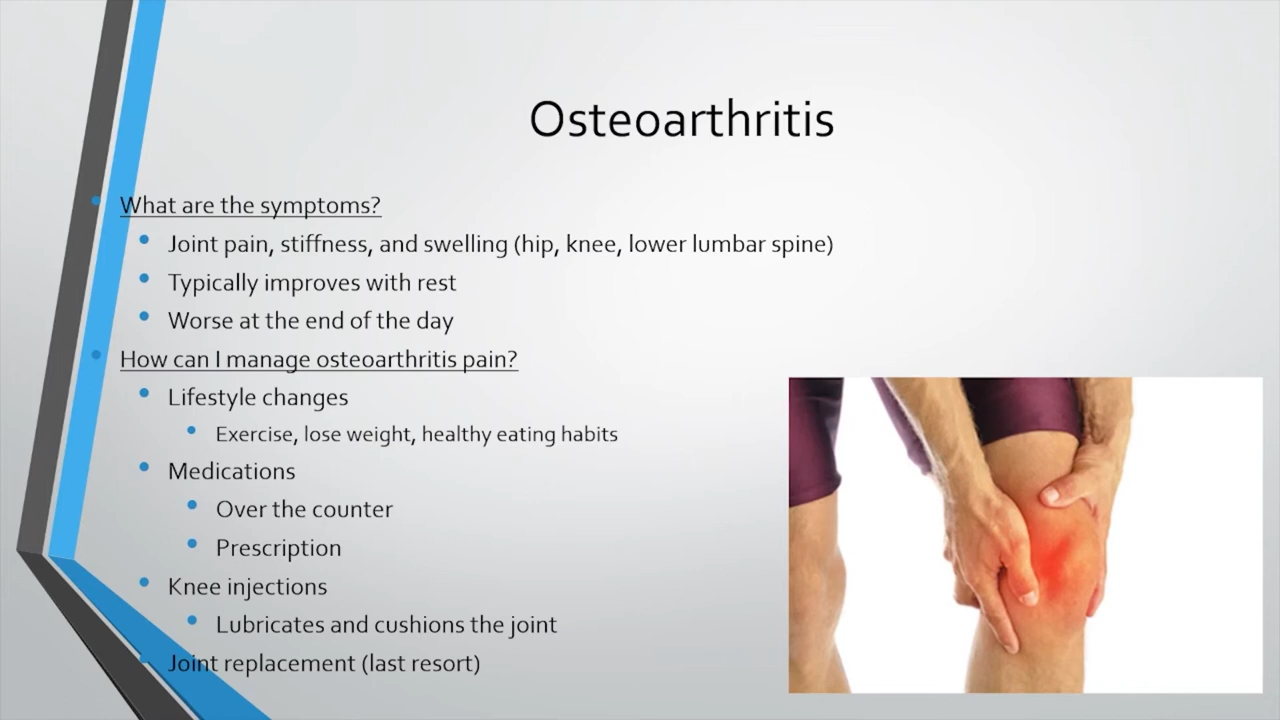 Osteoarthritis
What are the symptoms?
Joint pain, stiffness, and swelling (hip, knee, lower lumbar spine)
Typically improves with rest
Worse at the end of the day
How can I manage osteoarthritis pain?
Lifestyle changes
Exercise, lose weight, healthy eating habits
Medications
Over the counter
Prescription
Knee injections
Lubricates and cushions the joint
Joint replacement (last resort)